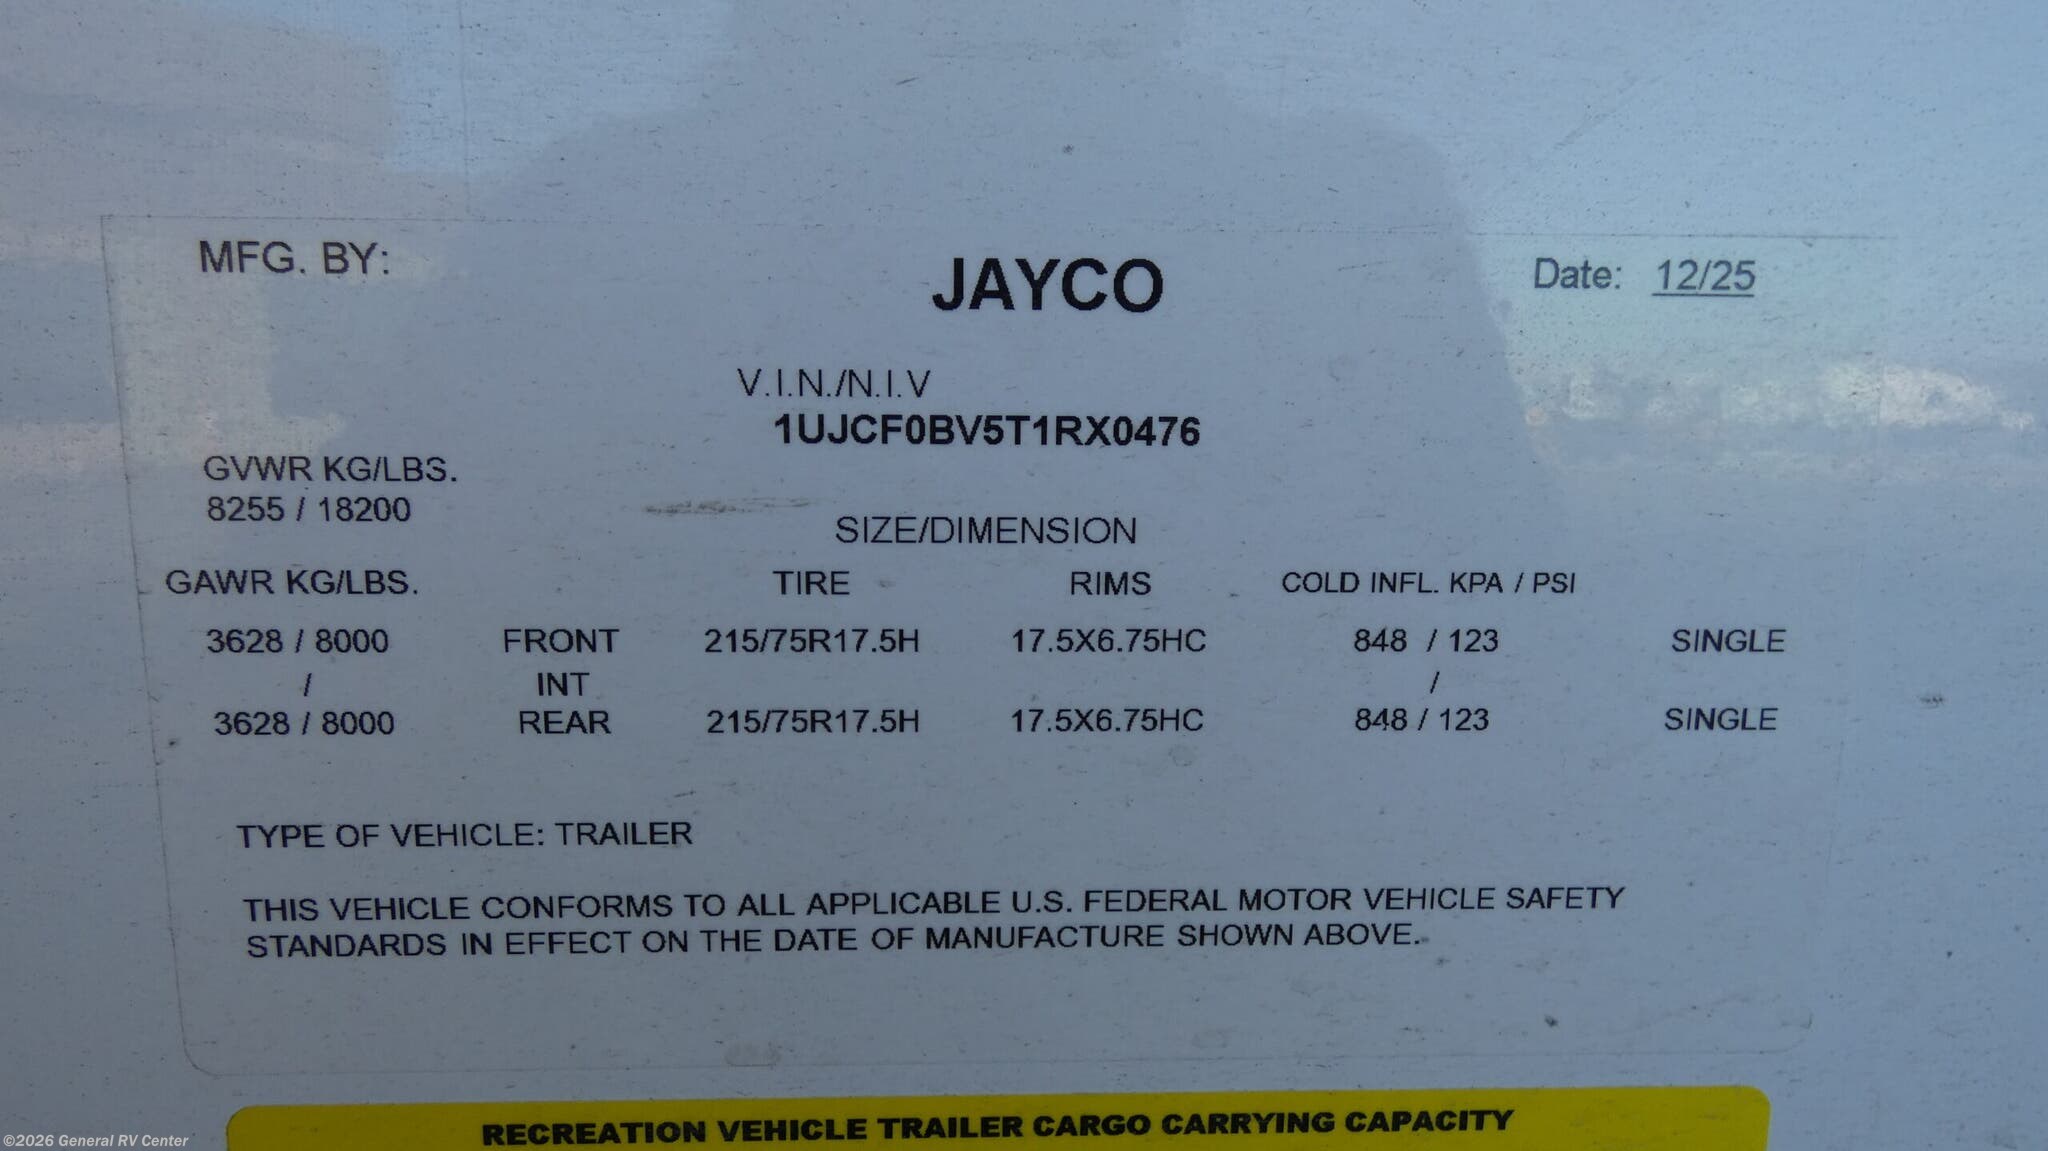 MFG. BY: JAYCO Date: 12/25
V.I.N./N.I.V
1UJCF0BV5T1RX0476
GVWR KG/LBS.
8255 / 18200
SIZE/DIMENSION
GAWR KG/LBS. TIRE RIMS COLD INFL. KPA / PSI
3628 / 8000 FRONT 215/75R17.5H 17.5X6.75HC 848 / 123 SINGLE
/ INT /
3628 / 8000 REAR 215/75R17.5H 17.5X6.75HC 848 / 123 SINGLE
TYPE OF VEHICLE: TRAILER
THIS VEHICLE CONFORMS TO ALL APPLICABLE U.S. FEDERAL MOTOR VEHICLE SAFETY
STANDARDS IN EFFECT ON THE DATE OF MANUFACTURE SHOWN ABOVE.
RECREATION VEHICLE TRAILER CARGO CARRYING CAPACITY
©2026 General RV Center